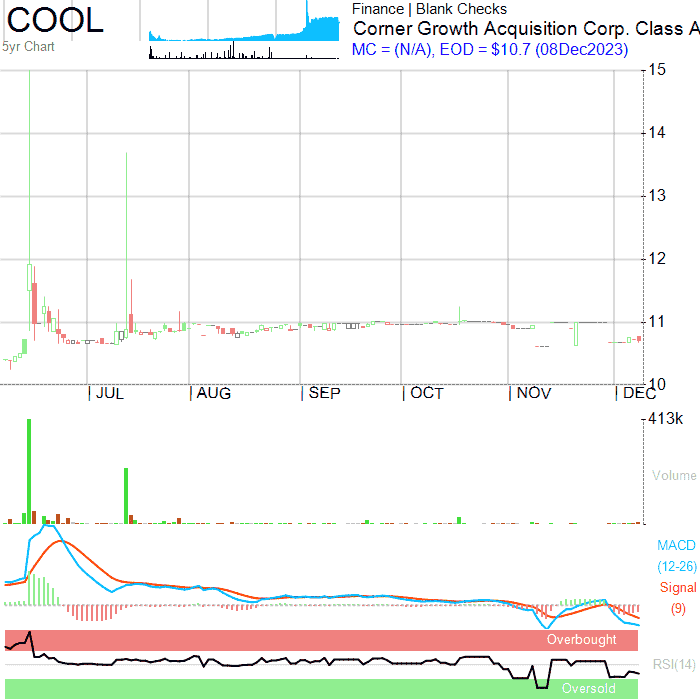 COOL
5yr Chart
Finance | Blank Checks
Corner Growth Acquisition Corp. Class A
MC = (N/A), EOD = $10.7 (08Dec2023)
15
14
13
12
11
10
JUL AUG SEP OCT NOV DEC
413k
Volume
MACD
(12-26)
Signal
(9)
Overbought
RSI(14)
Oversold